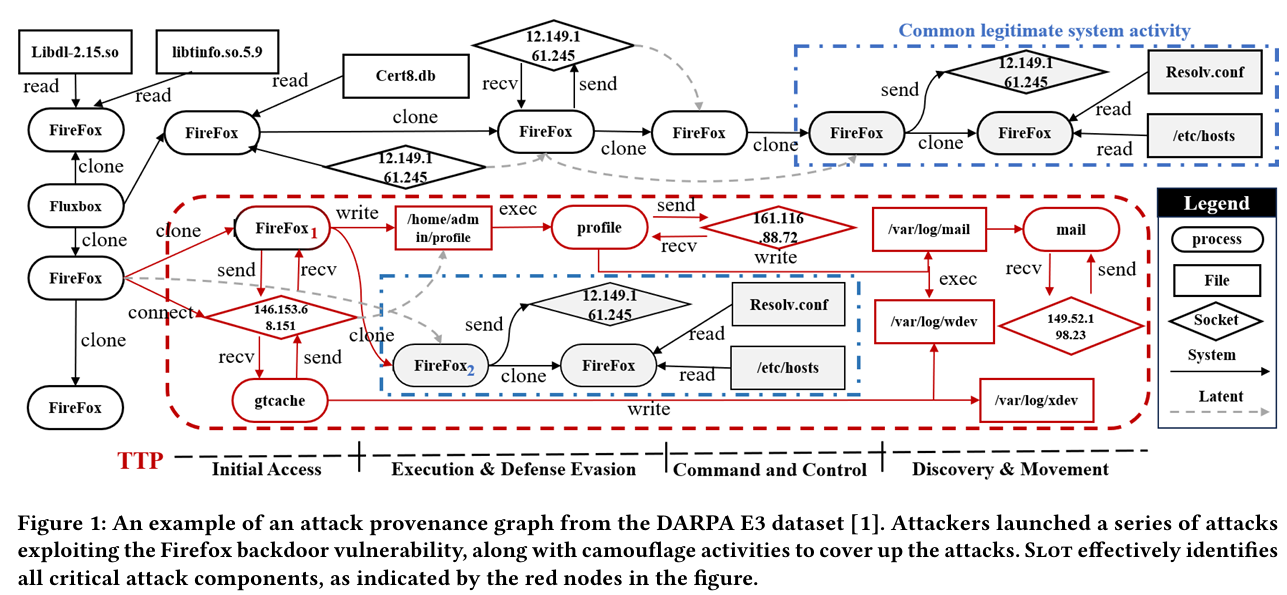 Common legitimate system activity
Libdl-2.15.so
libtinfo.so.5.9
read
read
read
Cert8.db
12.149.1
61.245
recv
send
send
12.149.1
61.245
Resolv.conf
read
FireFox
FireFox
clone
FireFox
clone
FireFox
clone
FireFox
clone
FireFox
read
/etc/hosts
clone
12.149.1
61.245
Fluxbox
clone
FireFox
clone
FireFox
clone
connect
FireFox1
write
/home/adm
in/profile
exec
profile
send
recv
161.116
.88.72
write
/var/log/mail
mail
send
recv
146.153.6
8.151
clone
recv
send
gtcache
write
12.149.1
61.245
send
FireFox2
clone
FireFox
read
Resolv.conf
read
/etc/hosts
exec
/var/log/wdev
recv
send
149.52.1
98.23
/var/log/xdev
Legend
process
File
Socket
System
Latent
TTP
Initial Access
Execution & Defense Evasion
Command and Control
Discovery & Movement
Figure 1: An example of an attack provenance graph from the DARPA E3 dataset [1]. Attackers launched a series of attacks
exploiting the Firefox backdoor vulnerability, along with camouflage activities to cover up the attacks. Slot effectively identifies
all critical attack components, as indicated by the red nodes in the figure.